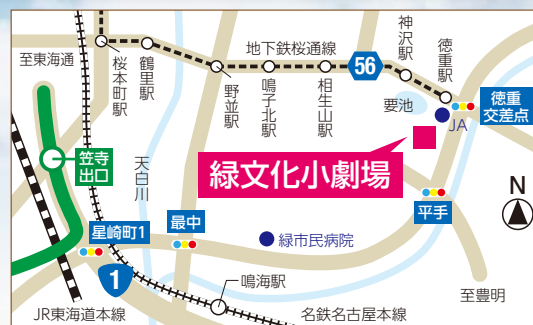 至東海通
桜本町駅
鶴里駅
地下鉄桜通線
野並駅
鳴子北駅
相生山駅
56
神沢駅
徳重駅
徳重
交差点
要池
JA
笠寺
出口
天白川
緑文化小劇場
N
平手
星崎町1
最中
緑市民病院
1
鳴海駅
至豊明
JR東海道本線
名鉄名古屋本線